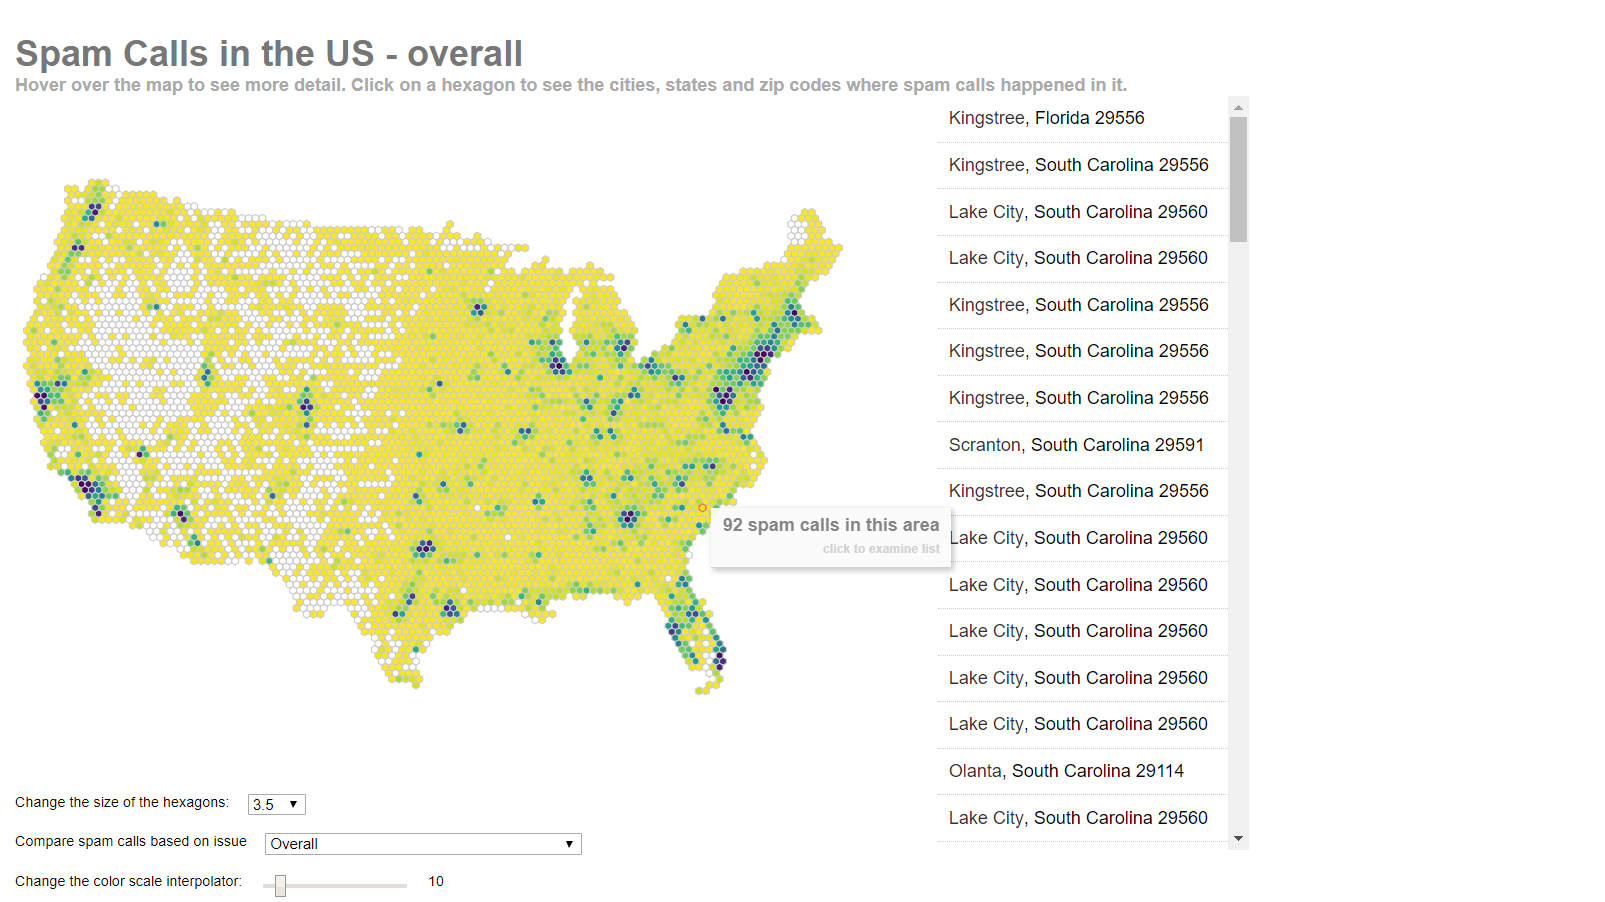 Spam Calls in the US - overall
Hover over the map to see more detail. Click on a hexagon to see the cities, states and zip codes where spam calls happened in it.
Kingstree, Florida 29556
Kingstree, South Carolina 29556
Lake City, South Carolina 29560
Lake City, South Carolina 29560
Kingstree, South Carolina 29556
Kingstree, South Carolina 29556
Kingstree, South Carolina 29556
Scranton, South Carolina 29591
Kingstree, South Carolina 29556
92 spam calls in this area
click to examine list
Lake City, South Carolina 29560
Lake City, South Carolina 29560
Lake City, South Carolina 29560
Lake City, South Carolina 29560
Lake City, South Carolina 29560
Olanta, South Carolina 29114
Lake City, South Carolina 29560
Change the size of the hexagons: 3.5
Compare spam calls based on issue Overall
Change the color scale interpolator: 10